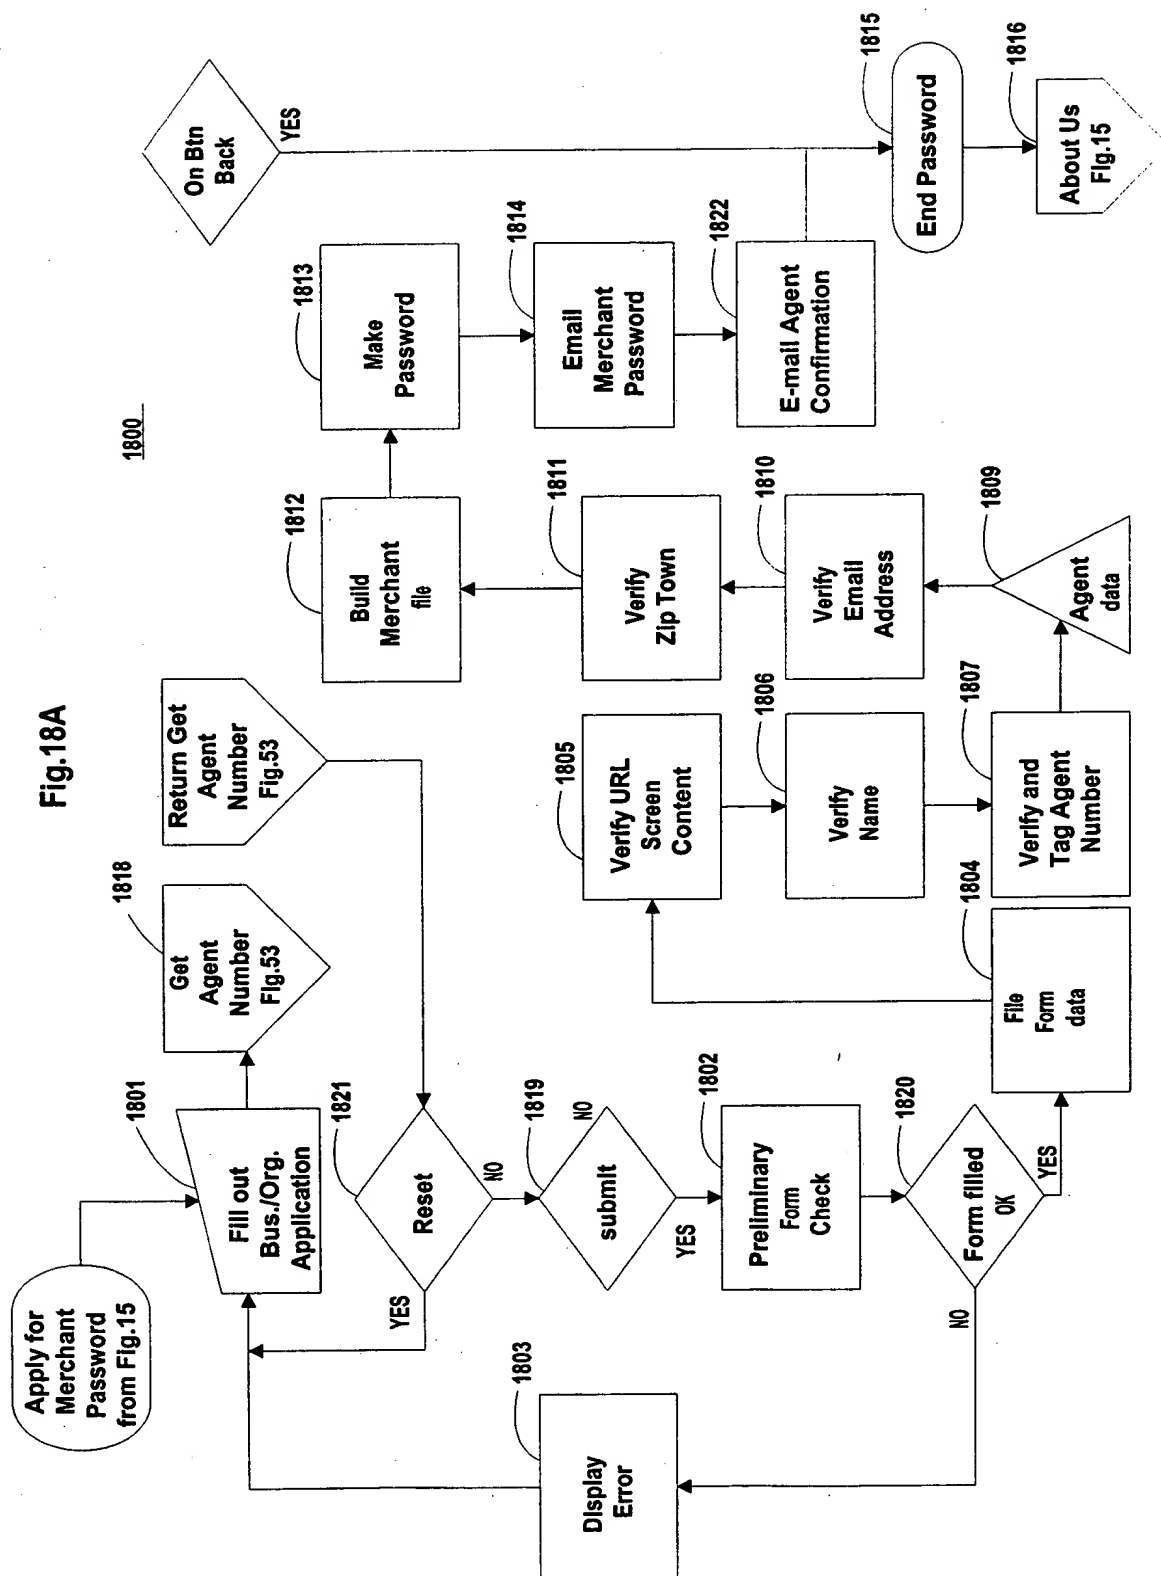 Fig.18A
1800
Apply for
Merchant
Password
from Fig.15
1801
Fill out
Bus./Org.
Application
1818
Get
Agent
Number
FIg.53
Return Get
Agent
Number
Fig.53
1821
Reset
YES
NO
1819
submit
NO
YES
1802
Preliminary
Form
Check
1820
Form filled
OK
NO
YES
1803
Display
Error
1804
File
Form
data
1805
Verify URL
Screen
Content
1806
Verify
Name
1807
Verify and
Tag Agent
Number
1809
Agent
data
1810
Verify
Email
Address
1811
Verify
Zip Town
1812
Build
Merchant
file
1813
Make
Password
1814
Email
Merchant
Password
1822
E-mail Agent
Confirmation
On Btn
Back
YES
1815
End Password
1816
About Us
FIg.15